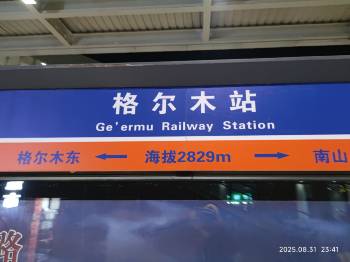 格尔木站
Ge'ermu Railway Station
格尔木东 ← 海拔2829m → 南山
路
2025.08.31 23:41